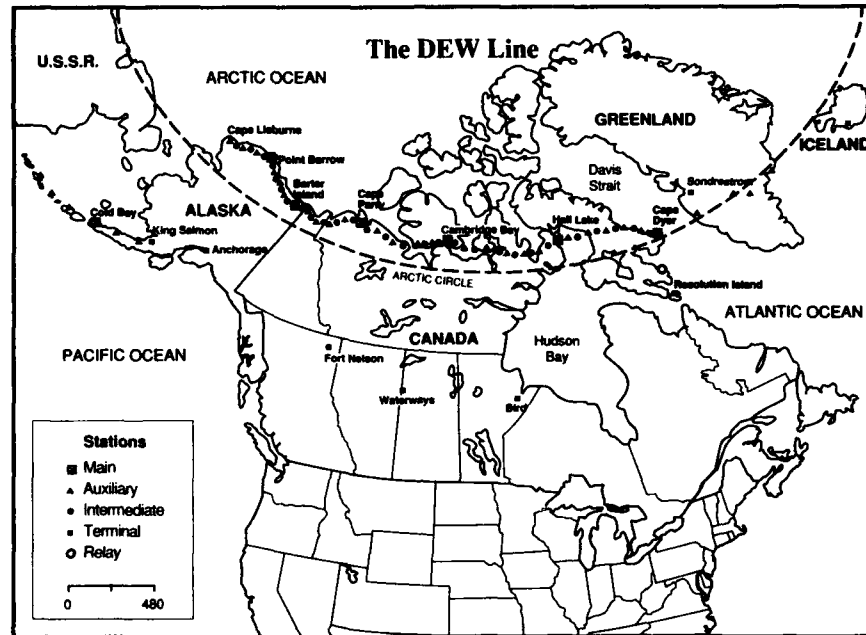 The DEW Line
U.S.S.R.
ARCTIC OCEAN
GREENLAND
ICELAND
Cape Lisburne
Point Barrow
Davis
Strait
Sondrestrom
Barter
Island
Cape
Parry
ALASKA
Cold Bay
King Salmon
Anchorage
Cambridge Bay
Hall Lake
Cape
Dyer
ARCTIC CIRCLE
Resolution Island
ATLANTIC OCEAN
PACIFIC OCEAN
CANADA
Hudson
Bay
Fort Nelson
Waterways
Bird
Stations
Main
Auxiliary
Intermediate
Terminal
Relay
0 480